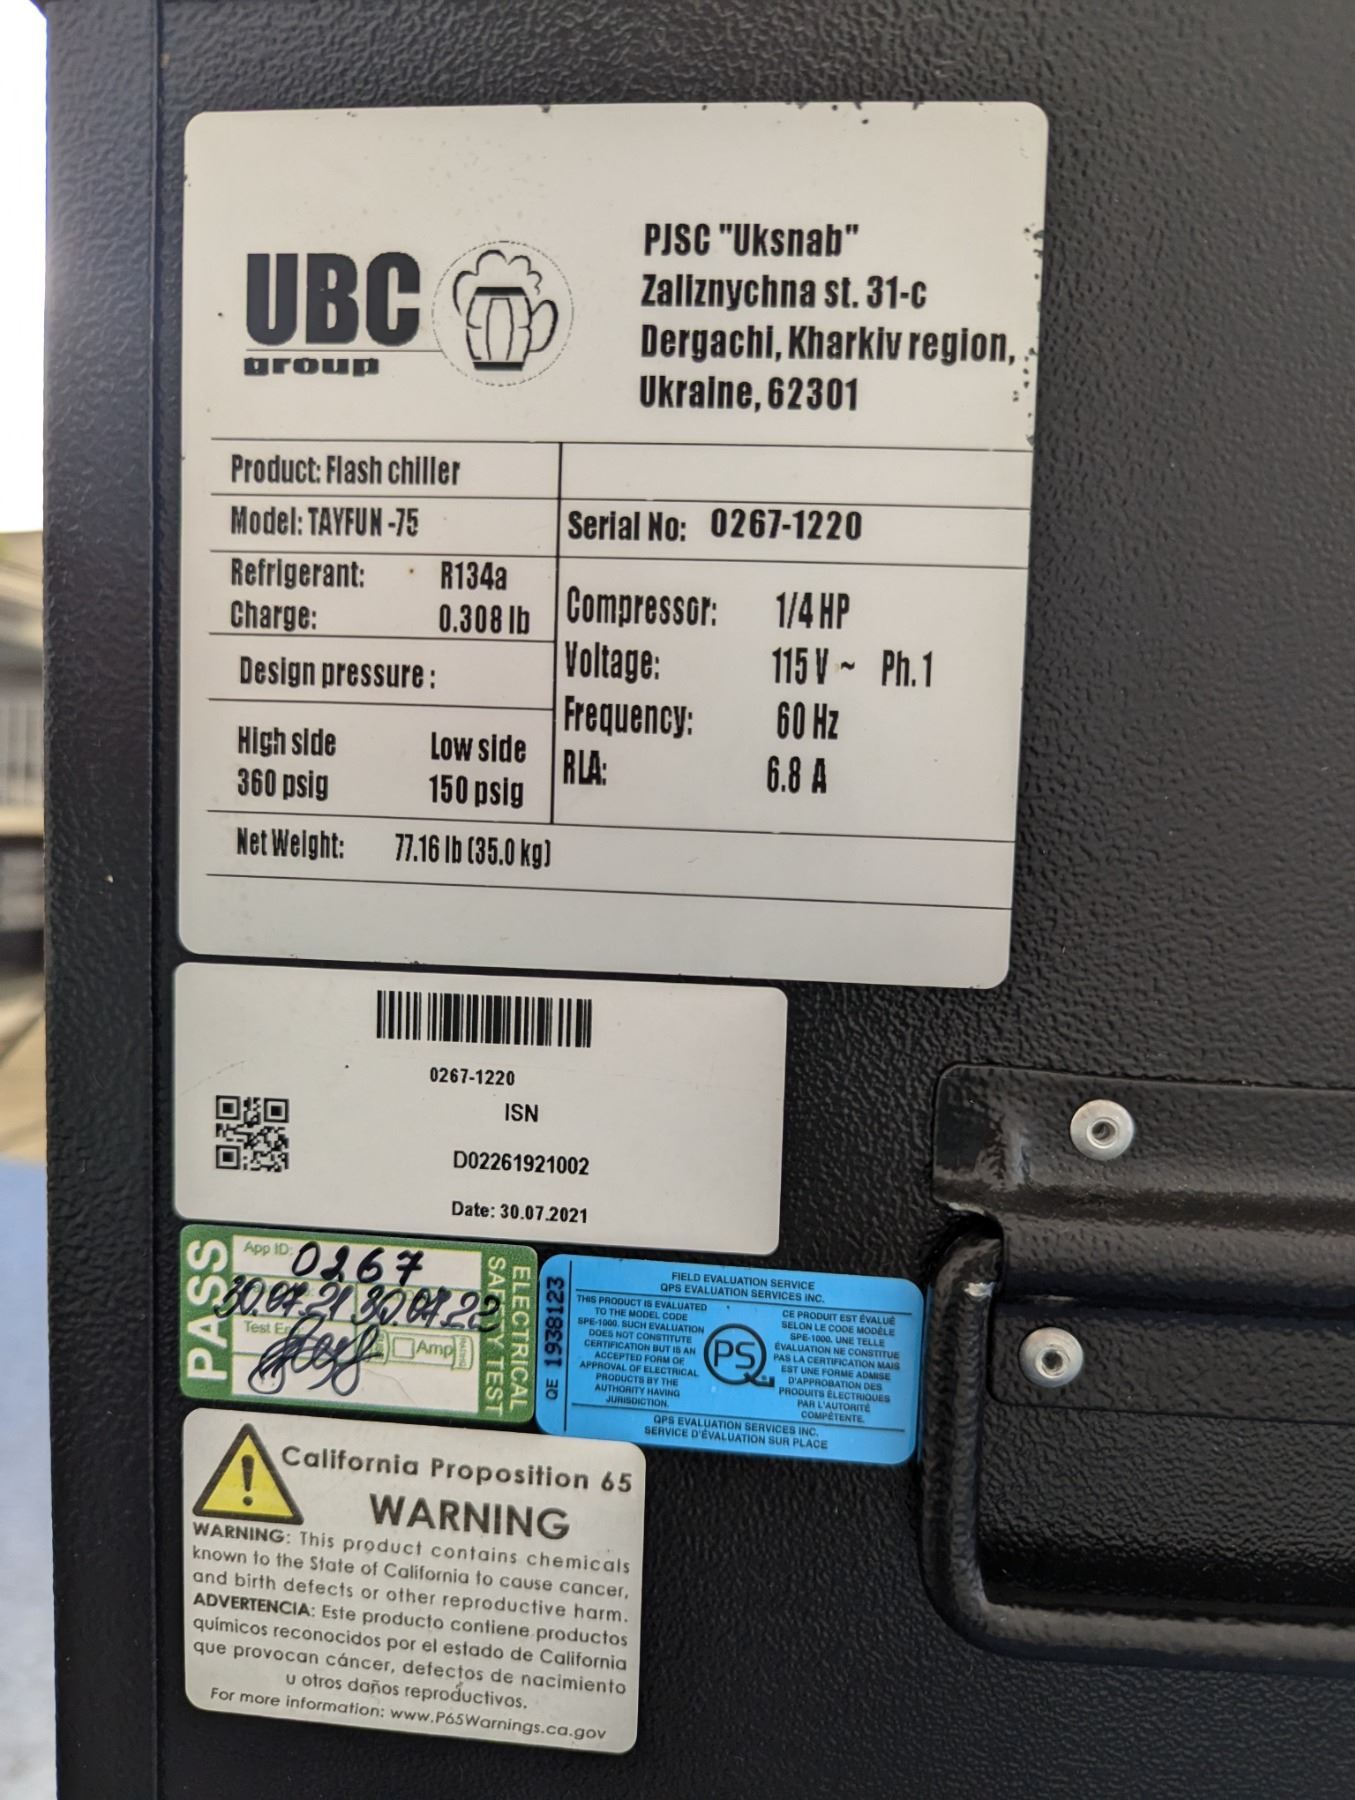 UBC
group
PJSC "Uksnab"
Zaliznychna st. 31-c
Dergachi, Kharkiv region,
Ukraine, 62301
Product: Flash chiller
Model: TAYFUN -75
Serial No: 0267-1220
Refrigerant: R134a
Charge: 0.308 lb
Compressor: 1/4 HP
Voltage: 115 V ~ Ph. 1
Frequency: 60 Hz
RLA: 6.8 A
Design pressure :
High side Low side
360 psig 150 psig
Net Weight: 77.16 lb (35.0 kg)
0267-1220
ISN
D02261921002
Date: 30.07.2021
PASS
App ID: 0267
30.07.21 30.07.22
Test
Amp
ELECTRICAL
SAFETY TEST
QE 1938123
FIELD EVALUATION SERVICE
QPS EVALUATION SERVICES INC.
THIS PRODUCT IS EVALUATED
TO THE MODEL CODE
SPE-1000. SUCH EVALUATION
DOES NOT CONSTITUTE
CERTIFICATION BUT IS AN
ACCEPTED FORM OF
APPROVAL OF ELECTRICAL
PRODUCTS BY THE
AUTHORITY HAVING
JURISDICTION.
PS
CE PRODUIT EST ÉVALUÉ
SELON LE CODE MODÈLE
SPE-1000. UNE TELLE
ÉVALUATION NE CONSTITUE
PAS LA CERTIFICATION MAIS
EST UNE FORME ADMISE
D'APPROBATION DES
PRODUITS ÉLECTRIQUES
PAR L'AUTORITÉ
COMPÉTENTE.
QPS EVALUATION SERVICES INC.
SERVICE D'ÉVALUATION SUR PLACE
California Proposition 65
WARNING
WARNING: This product contains chemicals
known to the State of California to cause cancer,
and birth defects or other reproductive harm.
ADVERTENCIA: Este producto contiene productos
químicos reconocidos por el estado de California
que provocan cáncer, defectos de nacimiento
u otros daños reproductivos.
For more information: www.P65Warnings.ca.gov